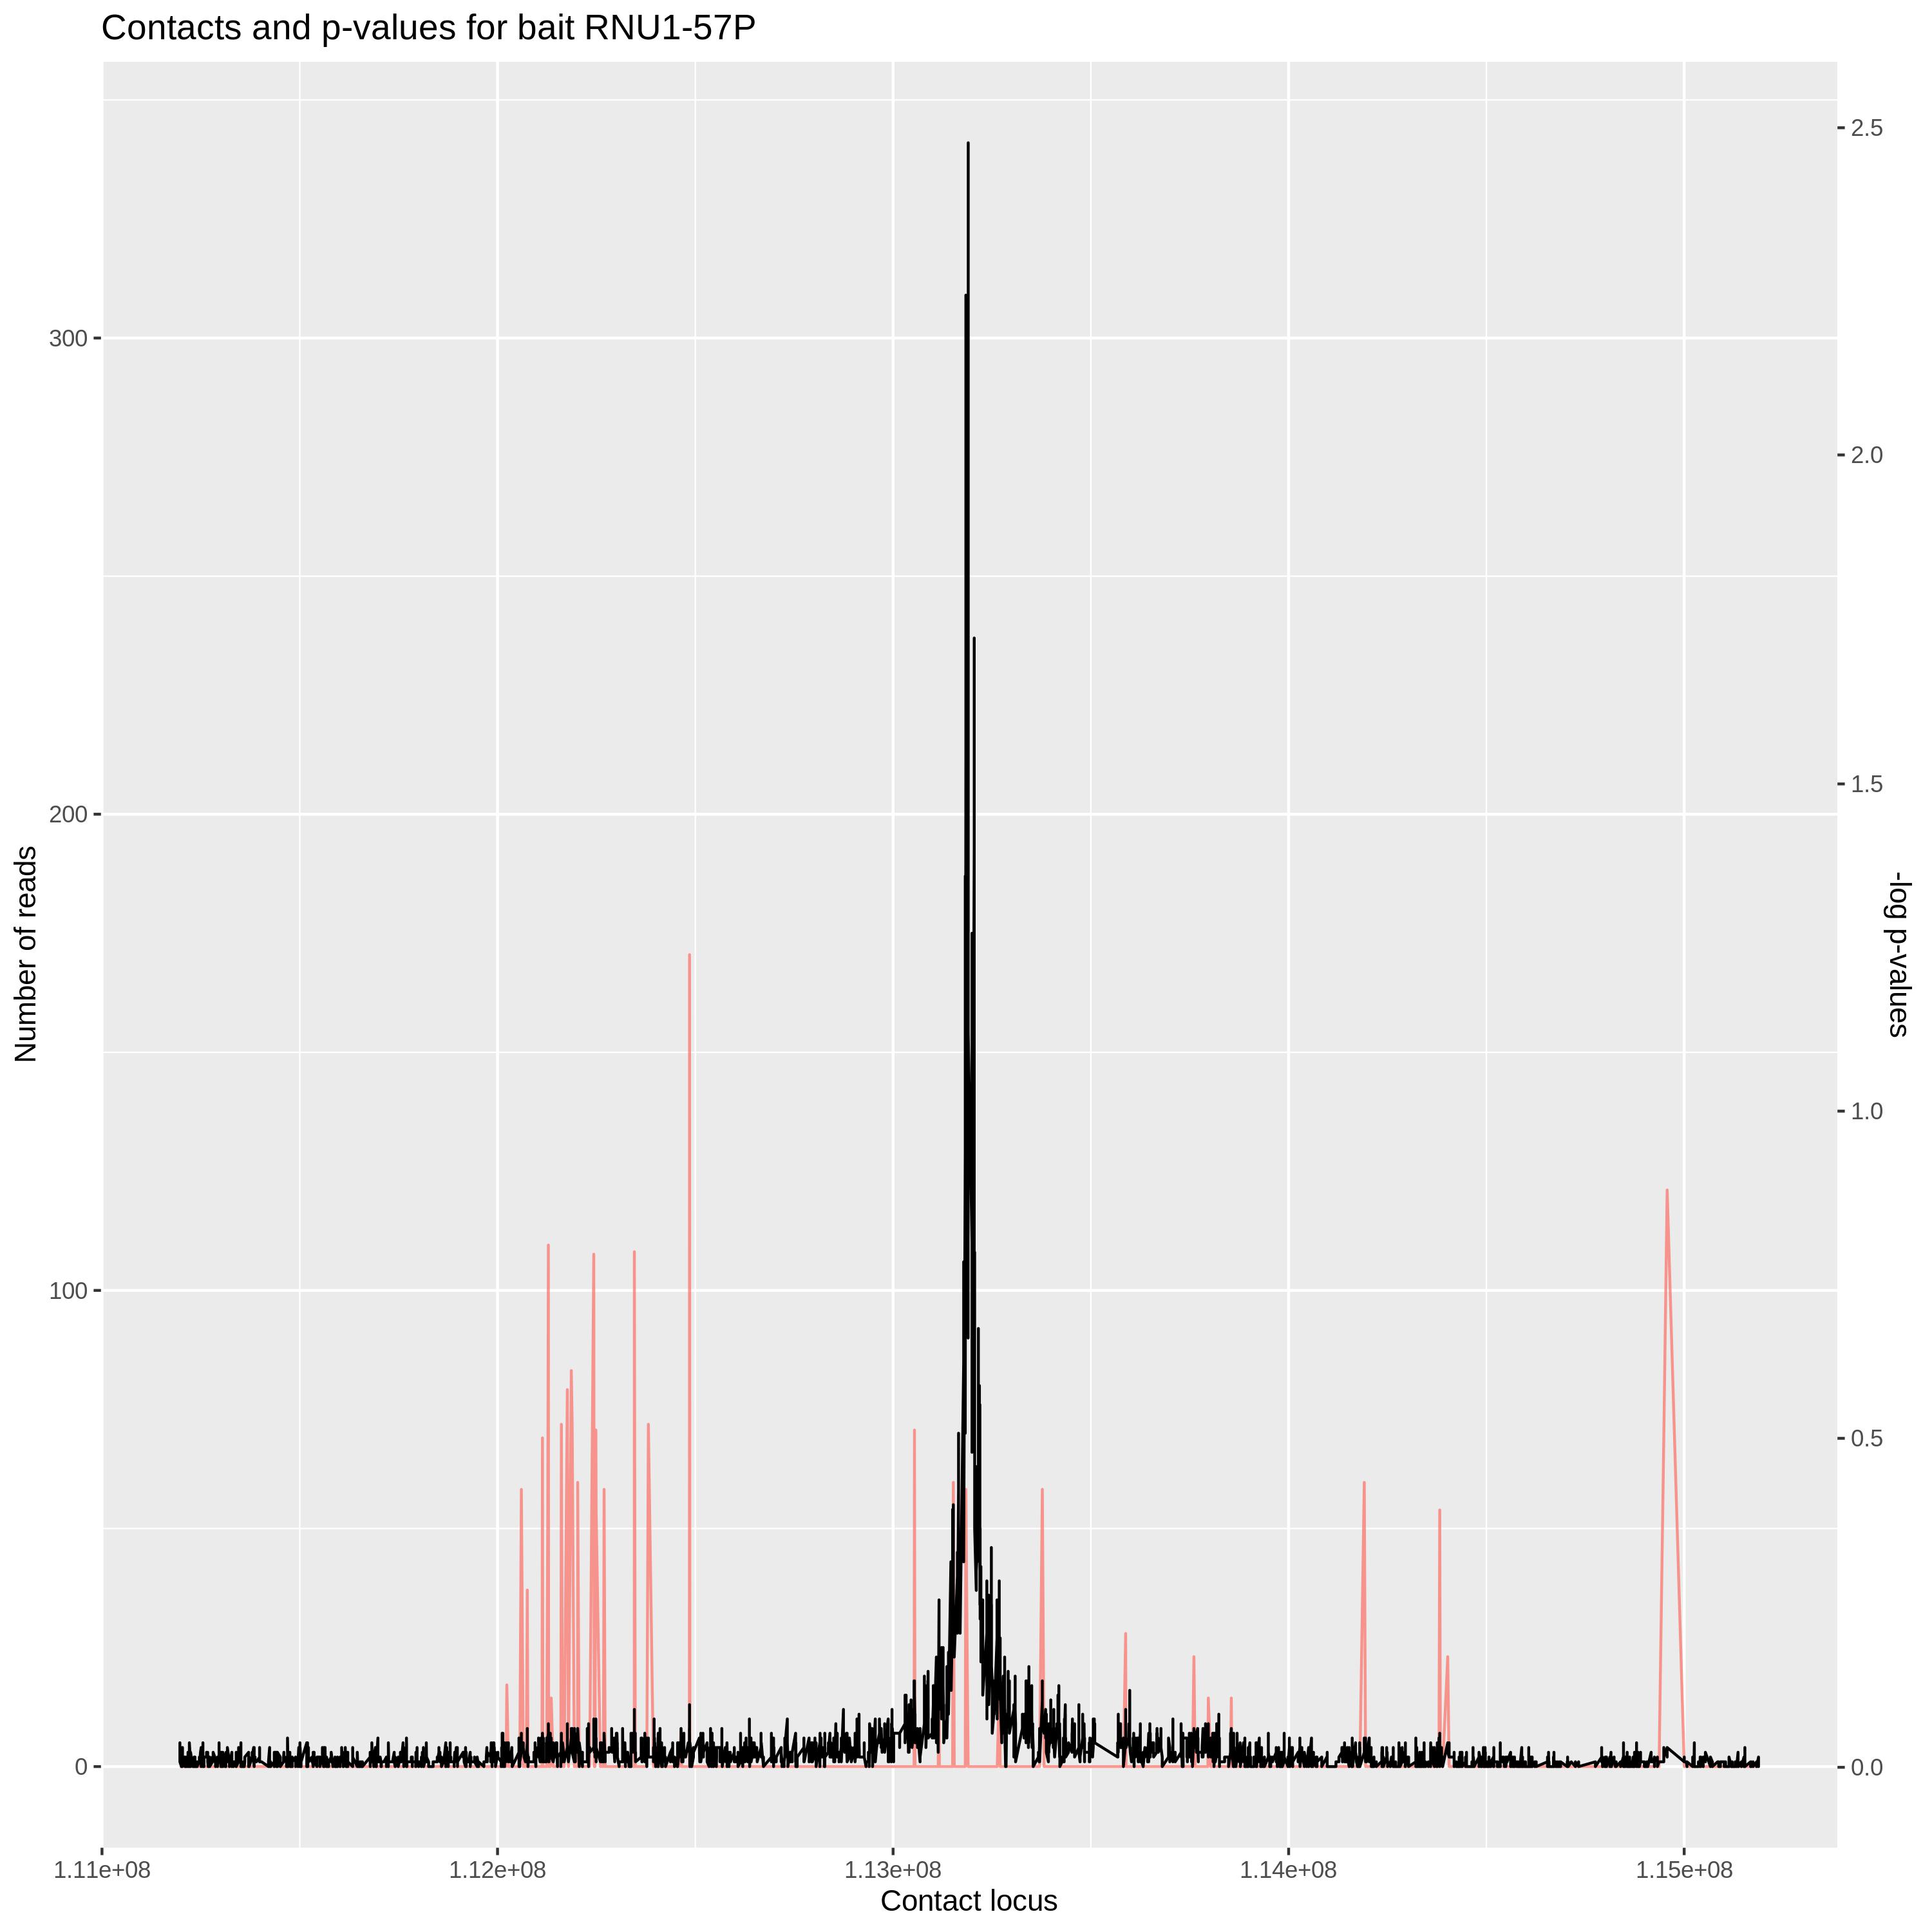 Contacts and p-values for bait RNU1-57P
300
200
100
0
Number of reads
2.5
2.0
1.5
1.0
0.5
0.0
-log p-values
1.11e+08
1.12e+08
1.13e+08
1.14e+08
1.15e+08
Contact locus